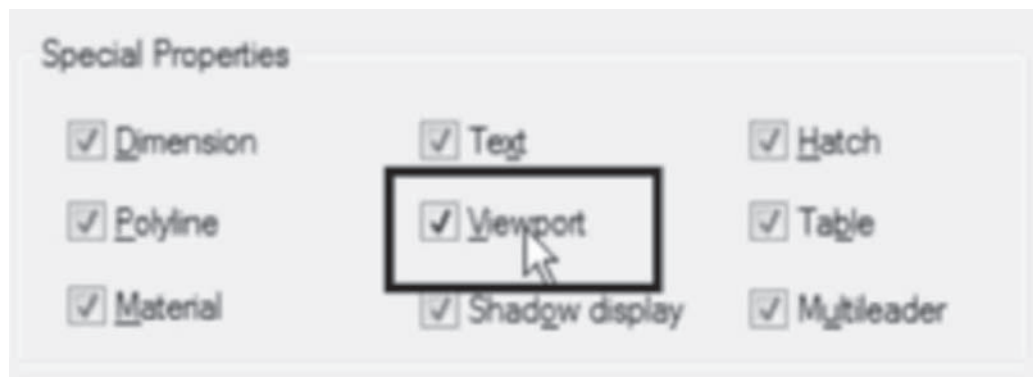 Special Properties
Dimension Text Hatch
Polyline Viewport Table
Material Shadow display Multileader